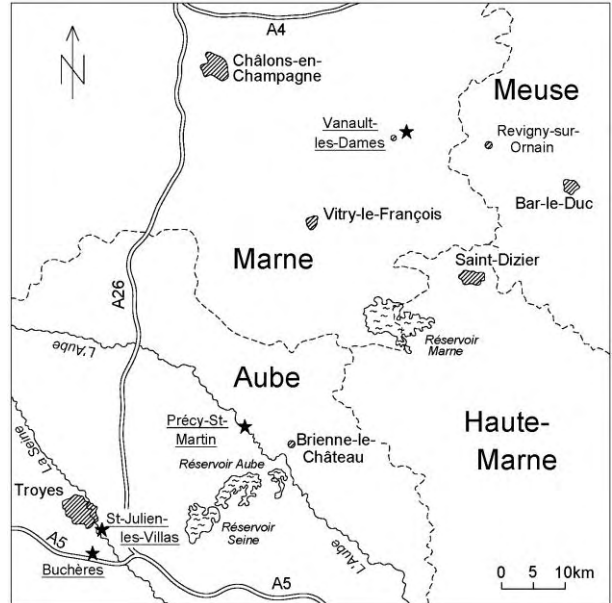 A4
N
Châlons-en-
Champagne
Meuse
Vanault-
les-Dames
Revigny-sur-
Ornain
Bar-le-Duc
Vitry-le-François
Marne
Saint-Dizier
A26
Réservoir
Marne
L'Aube
Aube
Précy-St-
Martin
Haute-
Marne
Brienne-le-
Château
La Seine
Réservoir Aube
Troyes
St-Julien-
les-Villas
Réservoir
Seine
A5
Buchères
L'Aube
A5
0 5 10km